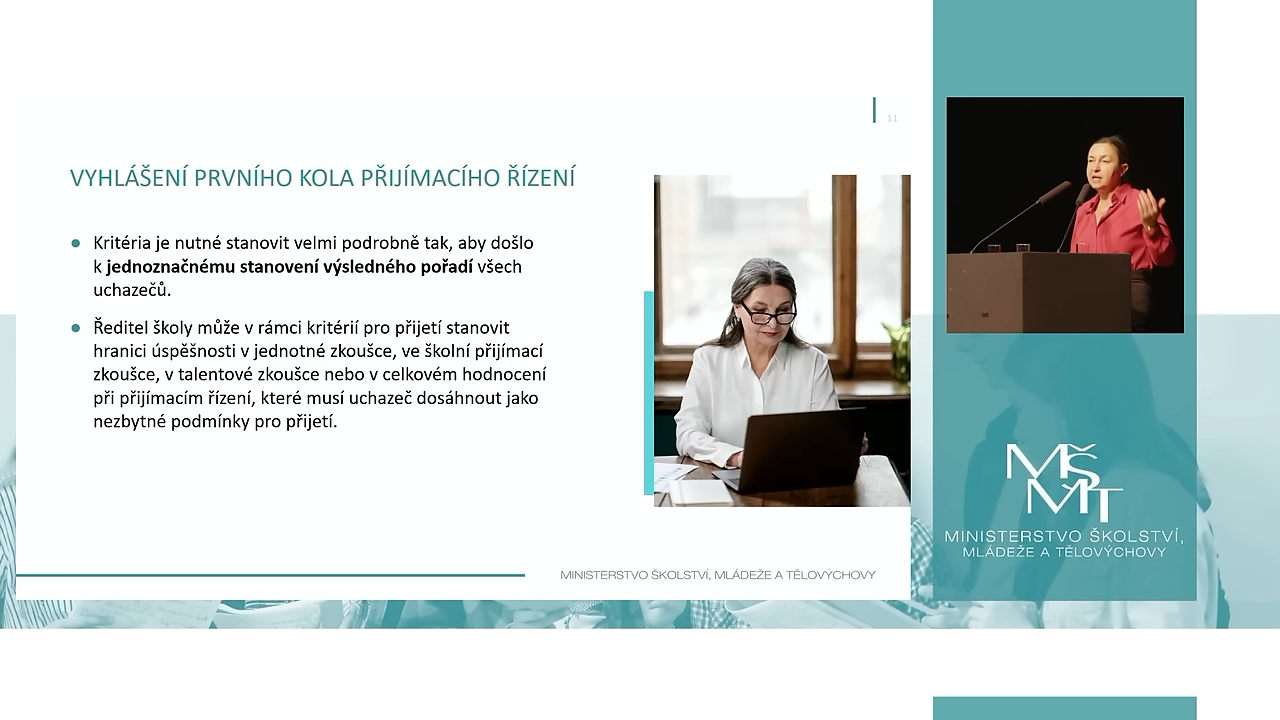 11
VYHLÁŠENÍ PRVNÍHO KOLA PŘIJÍMACÍHO ŘÍZENÍ
Kritéria je nutné stanovit velmi podrobně tak, aby došlo
k jednoznačnému stanovení výsledného pořadí všech
uchazečů.
Ředitel školy může v rámci kritérií pro přijetí stanovit
hranici úspěšnosti v jednotné zkoušce, ve školní přijímací
zkoušce, v talentové zkoušce nebo v celkovém hodnocení
při přijímacím řízení, které musí uchazeč dosáhnout jako
nezbytné podmínky pro přijetí.
MINISTERSTVO ŠKOLSTVÍ, MLÁDEŽE A TĚLOVÝCHOVY
MŠ
MT
MINISTERSTVO ŠKOLSTVÍ,
MLÁDEŽE A TĚLOVÝCHOVY